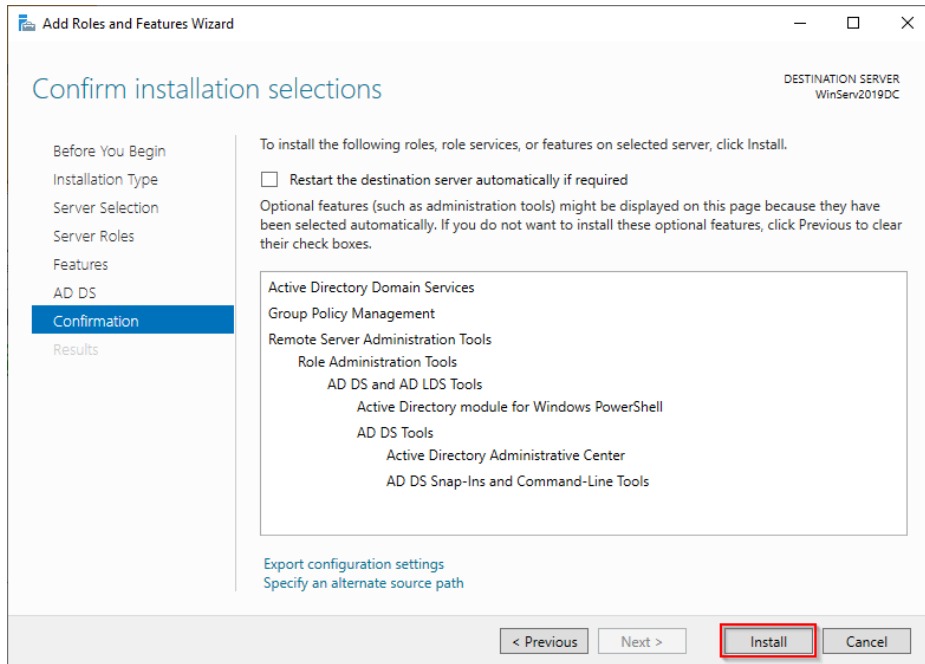 Add Roles and Features Wizard
Confirm installation selections
DESTINATION SERVER
WinServ2019DC
Before You Begin
Installation Type
Server Selection
Server Roles
Features
AD DS
Confirmation
Results
To install the following roles, role services, or features on selected server, click Install.
Restart the destination server automatically if required
Optional features (such as administration tools) might be displayed on this page because they have
been selected automatically. If you do not want to install these optional features, click Previous to clear
their check boxes.
Active Directory Domain Services
Group Policy Management
Remote Server Administration Tools
Role Administration Tools
AD DS and AD LDS Tools
Active Directory module for Windows PowerShell
AD DS Tools
Active Directory Administrative Center
AD DS Snap-Ins and Command-Line Tools
Export configuration settings
Specify an alternate source path
< Previous
Next >
Install
Cancel